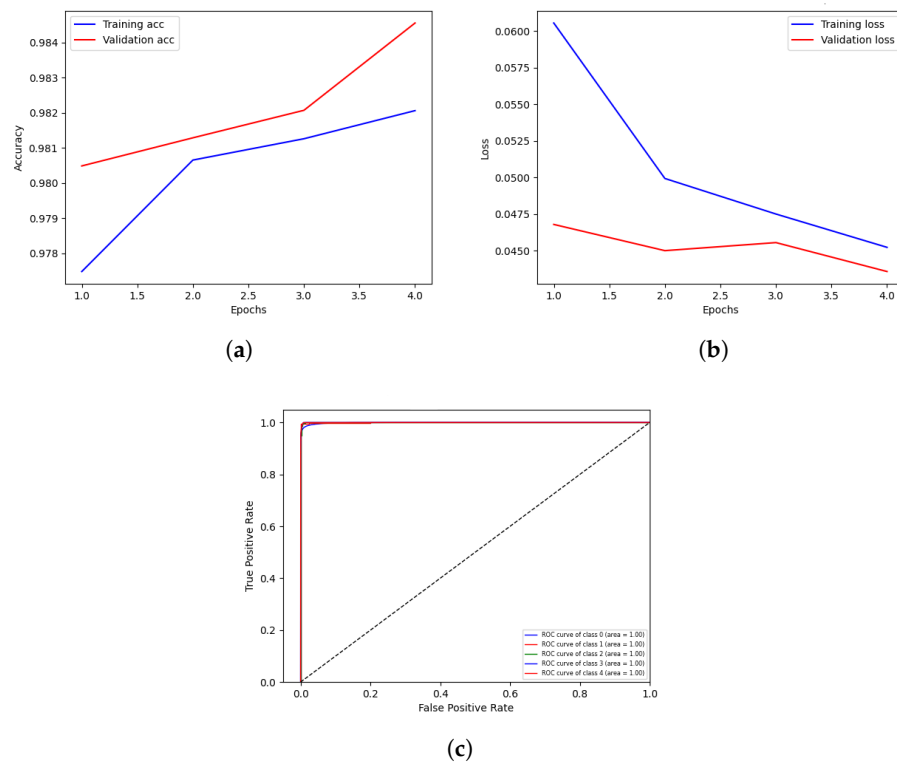 Training acc
Validation acc
0.984
0.983
0.982
0.981
0.980
0.979
0.978
Accuracy
1.0 1.5 2.0 2.5 3.0 3.5 4.0
Epochs
(a)
Training loss
Validation loss
0.0600
0.0575
0.0550
0.0525
0.0500
0.0475
0.0450
Loss
1.0 1.5 2.0 2.5 3.0 3.5 4.0
Epochs
(b)
1.0
0.8
0.6
0.4
0.2
0.0
True Positive Rate
ROC curve of class 0 (area = 1.00)
ROC curve of class 1 (area = 1.00)
ROC curve of class 2 (area = 1.00)
ROC curve of class 3 (area = 1.00)
ROC curve of class 4 (area = 1.00)
0.0 0.2 0.4 0.6 0.8 1.0
False Positive Rate
(c)